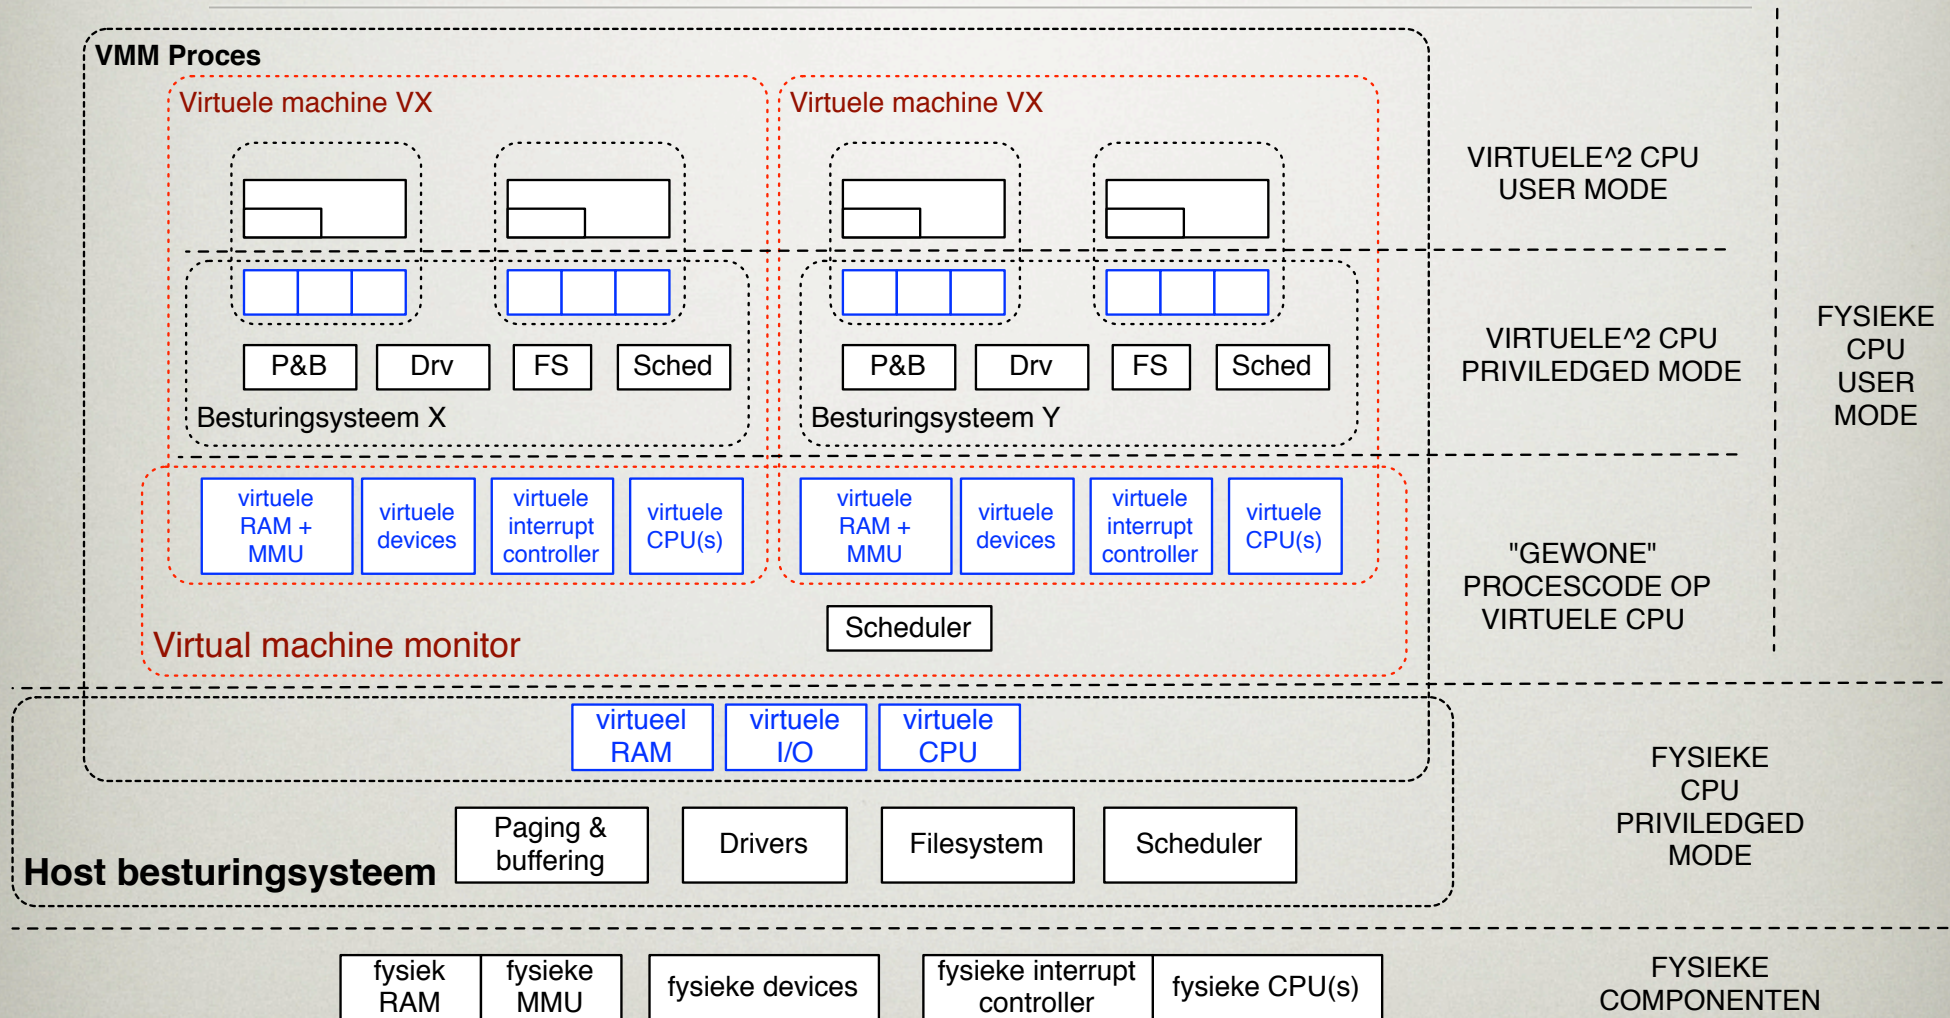 VMM Proces
Virtuele machine VX
Virtuele machine VX
VIRTUELE^2 CPU
USER MODE
P&B
Drv
FS
Sched
Besturingsysteem X
P&B
Drv
FS
Sched
Besturingsysteem Y
VIRTUELE^2 CPU
PRIVILEDGED MODE
FYSIEKE
CPU
USER
MODE
virtuele
RAM +
MMU
virtuele
devices
virtuele
interrupt
controller
virtuele
CPU(s)
virtuele
RAM +
MMU
virtuele
devices
virtuele
interrupt
controller
virtuele
CPU(s)
"GEWONE"
PROCESCODE OP
VIRTUELE CPU
Scheduler
Virtual machine monitor
virtueel
RAM
virtuele
I/O
virtuele
CPU
FYSIEKE
CPU
PRIVILEDGED
MODE
Paging &
buffering
Drivers
Filesystem
Scheduler
Host besturingsysteem
fysiek
RAM
fysieke
MMU
fysieke devices
fysieke interrupt
controller
fysieke CPU(s)
FYSIEKE
COMPONENTEN